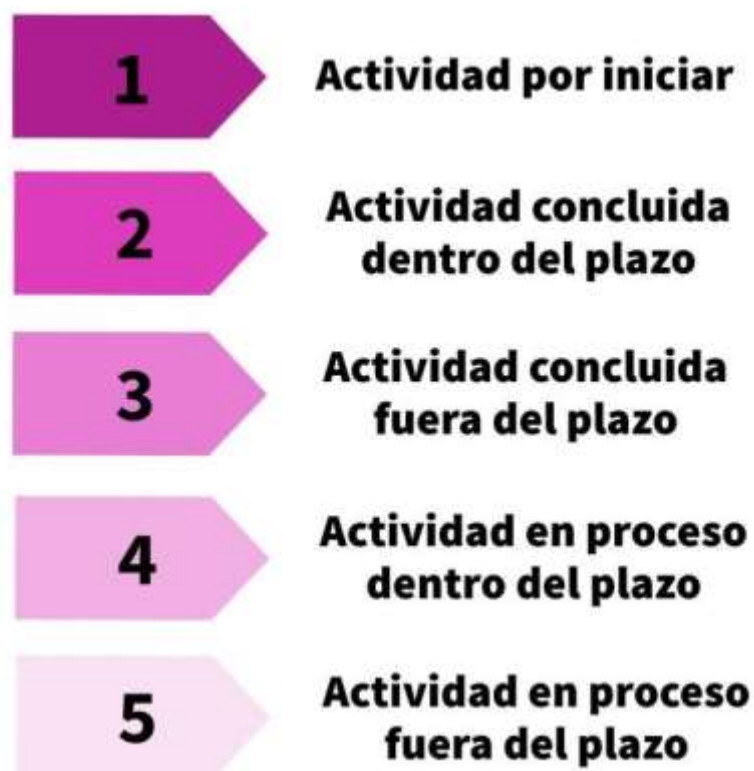 1
Actividad por iniciar
2
Actividad concluida
dentro del plazo
3
Actividad concluida
fuera del plazo
4
Actividad en proceso
dentro del plazo
5
Actividad en proceso
fuera del plazo